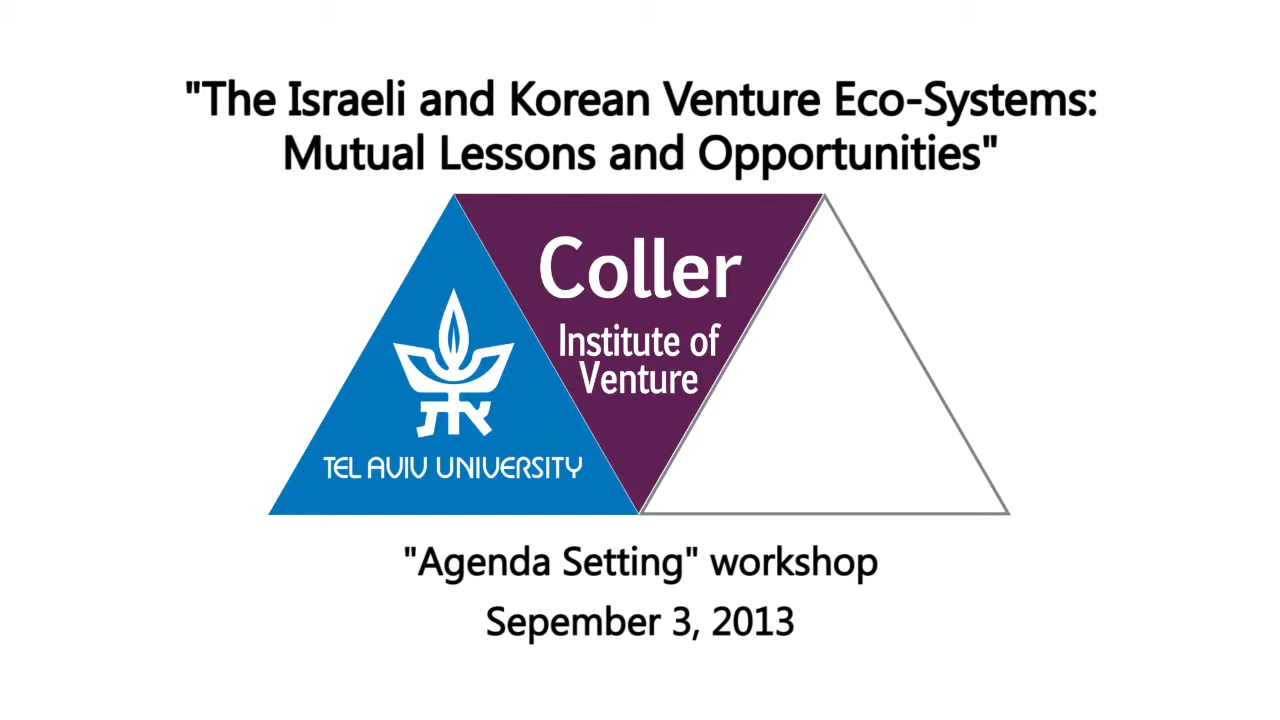 "The Israeli and Korean Venture Eco-Systems:
Mutual Lessons and Opportunities"
Coller
Institute of
Venture
את
TEL AVIV UNIVERSITY
"Agenda Setting" workshop
Sepember 3, 2013